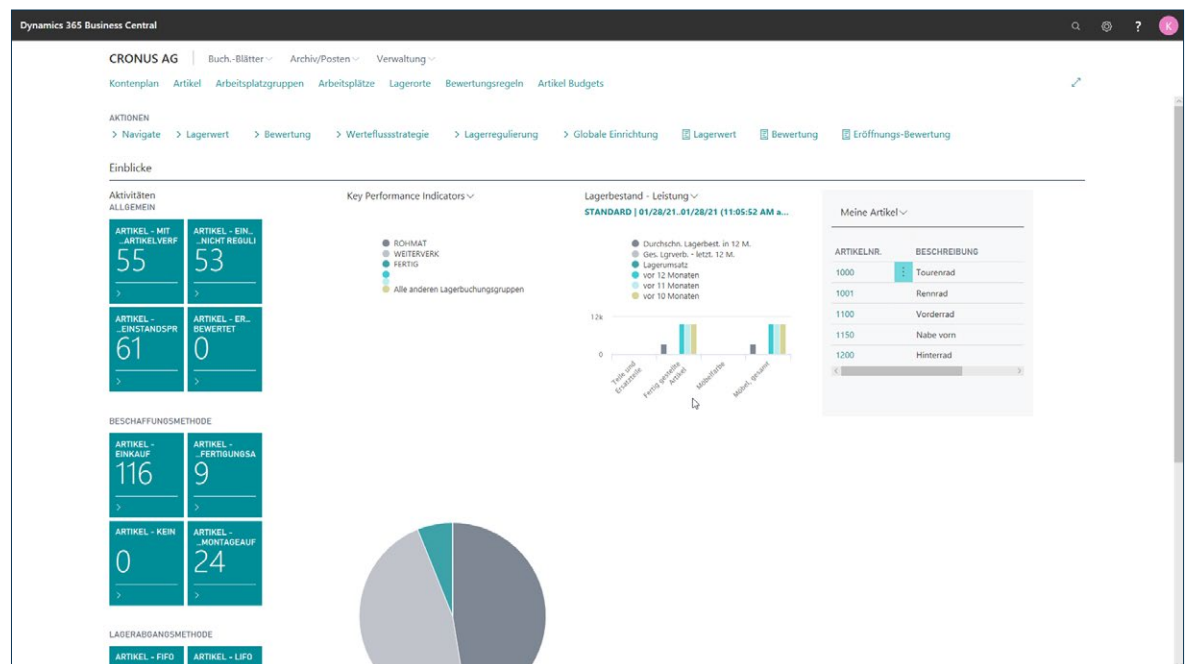 Dynamics 365 Business Central
?
K
CRONUS AG
Buch.-Blätter
Archiv/Posten
Verwaltung
Kontenplan Artikel Arbeitsplatzgruppen Arbeitsplätze Lagerorte Bewertungsregeln Artikel Budgets
AKTIONEN
> Navigate > Lagerwert > Bewertung > Werteflussstrategie > Lagerregulierung > Globale Einrichtung Lagerwert Bewertung Eröffnungs-Bewertung
Einblicke
Aktivitäten
ALLGEMEIN
ARTIKEL - MIT
...ARTIKELVERF
55
ARTIKEL - EIN...
...NICHT REGULI
53
ARTIKEL -
...EINSTANDSPR
61
ARTIKEL - ER...
BEWERTET
0
BESCHAFFUNGSMETHODE
ARTIKEL -
EINKAUF
116
ARTIKEL -
...FERTIGUNGSA
9
ARTIKEL - KEIN
0
ARTIKEL -
...MONTAGEAUF
24
LAGERABGANGSMETHODE
ARTIKEL - FIFO
ARTIKEL - LIFO
Key Performance Indicators
ROHMAT
WEITERVERK
FERTIG
Alle anderen Lagerbuchungsgruppen
Lagerbestand - Leistung
STANDARD | 01/28/21..01/28/21 (11:05:52 AM a...
Durchschn. Lagerbest. in 12 M.
Ges. Lgrverb. - letzt. 12 M.
Lagerumsatz
vor 12 Monaten
vor 11 Monaten
vor 10 Monaten
12k
0
Teile und
Ersatzteile
Fertig gestellte
Artikel
Möbelfarbe
Möbel, gesamt
Meine Artikel
ARTIKELNR. BESCHREIBUNG
1000 Tourenrad
1001 Rennrad
1100 Vorderrad
1150 Nabe vorn
1200 Hinterrad